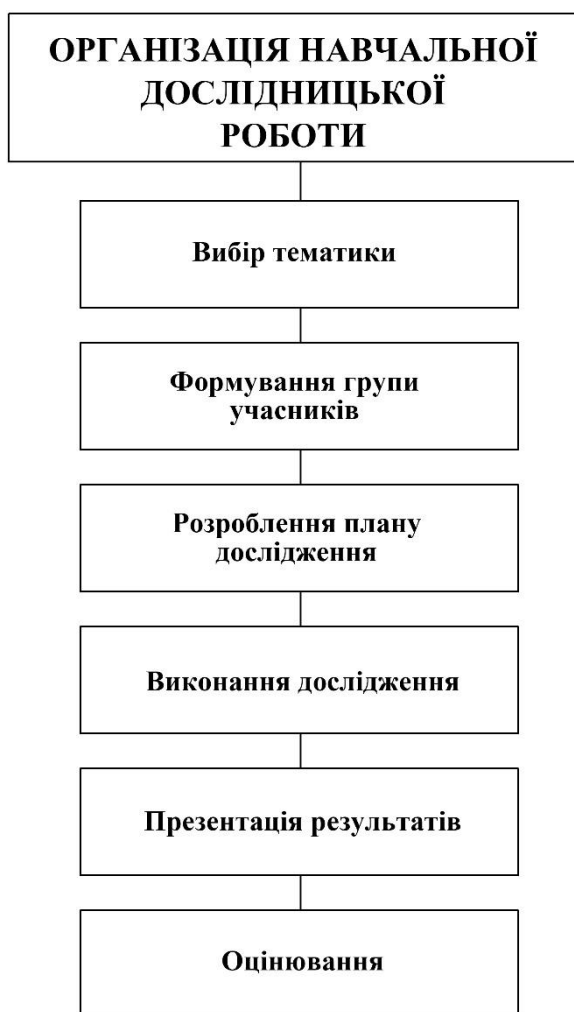 ОРГАНІЗАЦІЯ НАВЧАЛЬНОЇ
ДОСЛІДНИЦЬКОЇ
РОБОТИ
Вибір тематики
Формування групи
учасників
Розроблення плану
дослідження
Виконання дослідження
Презентація результатів
Оцінювання